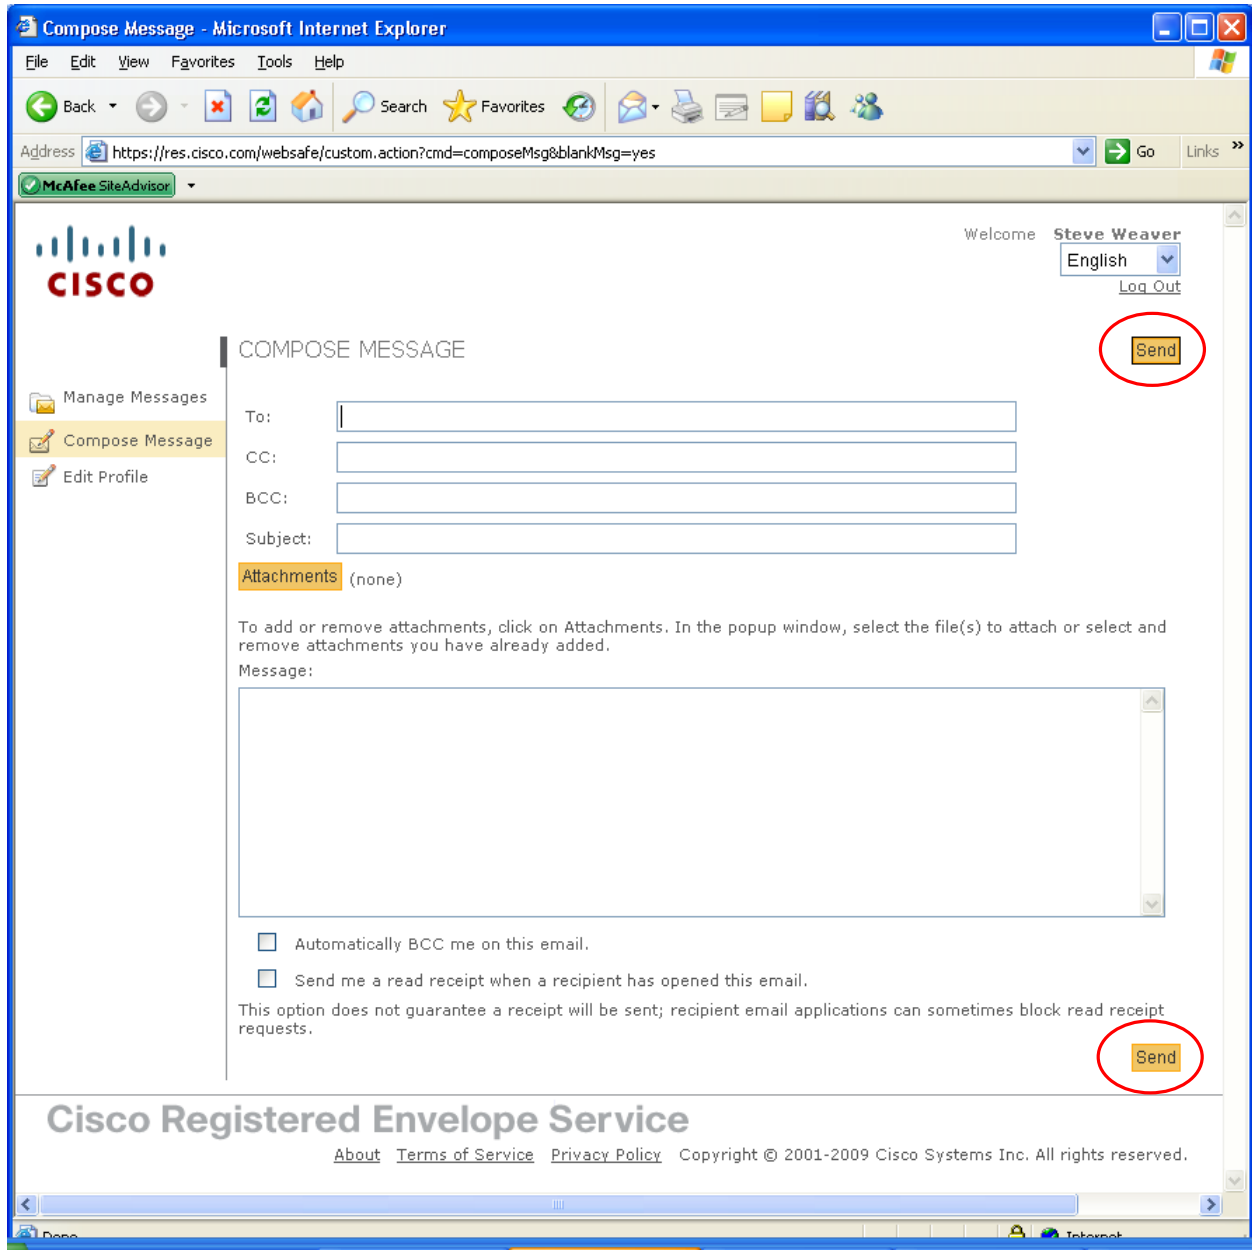 Compose Message - Microsoft Internet Explorer
File Edit View Favorites Tools Help
Back Search Favorites
Address https://res.cisco.com/websafe/custom.action?cmd=composeMsg&blankMsg=yes Go Links »
McAfee SiteAdvisor
Welcome Steve Weaver
English
Log Out
CISCO
COMPOSE MESSAGE Send
Manage Messages
Compose Message
Edit Profile
To:
CC:
BCC:
Subject:
Attachments (none)
To add or remove attachments, click on Attachments. In the popup window, select the file(s) to attach or select and
remove attachments you have already added.
Message:
Automatically BCC me on this email.
Send me a read receipt when a recipient has opened this email.
This option does not guarantee a receipt will be sent; recipient email applications can sometimes block read receipt
requests.
Send
Cisco Registered Envelope Service
About Terms of Service Privacy Policy Copyright © 2001-2009 Cisco Systems Inc. All rights reserved.
Done Internet